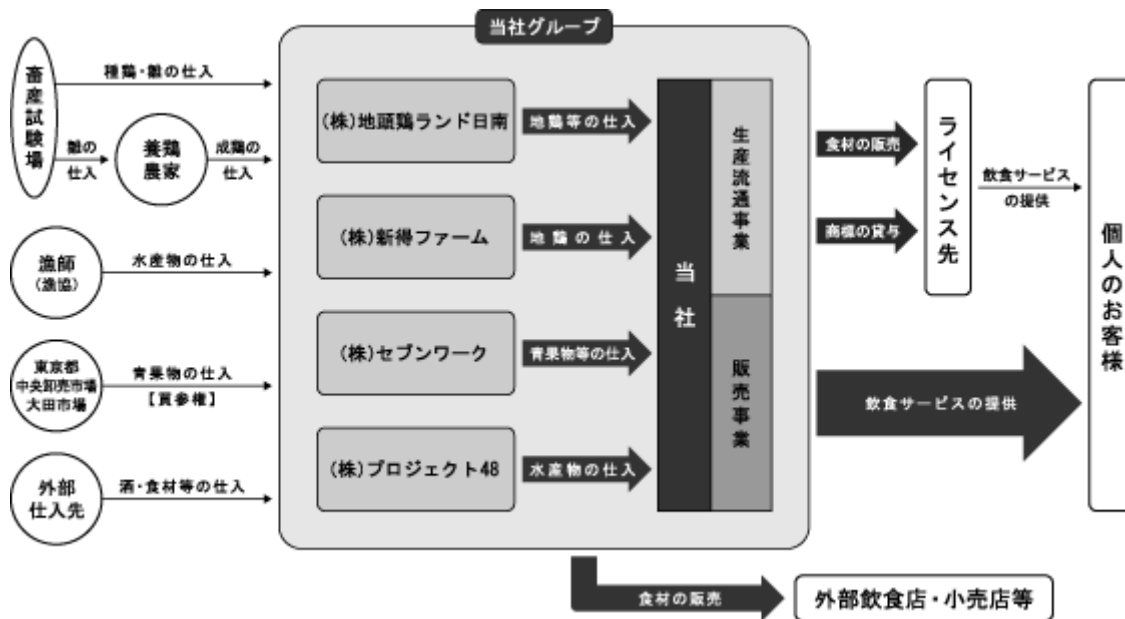 当社グループ
畜産試験場
種鶏・雛の仕入
雛の
仕入
養鶏
農家
成鶏の
仕入
漁師
(漁協)
水産物の仕入
東京都
中央卸売市場
大田市場
青果物の仕入
【買参権】
外部
仕入先
酒・食材等の仕入
(株)地頭鶏ランド日南
地鶏等の仕入
(株)新得ファーム
地鶏の仕入
(株)セブンワーク
青果物等の仕入
(株)プロジェクト48
水産物の仕入
当社
生産流通事業
販売事業
食材の販売
商標の貸与
ライセンス先
飲食サービス
の提供
飲食サービスの提供
個人のお客様
食材の販売
外部飲食店・小売店等